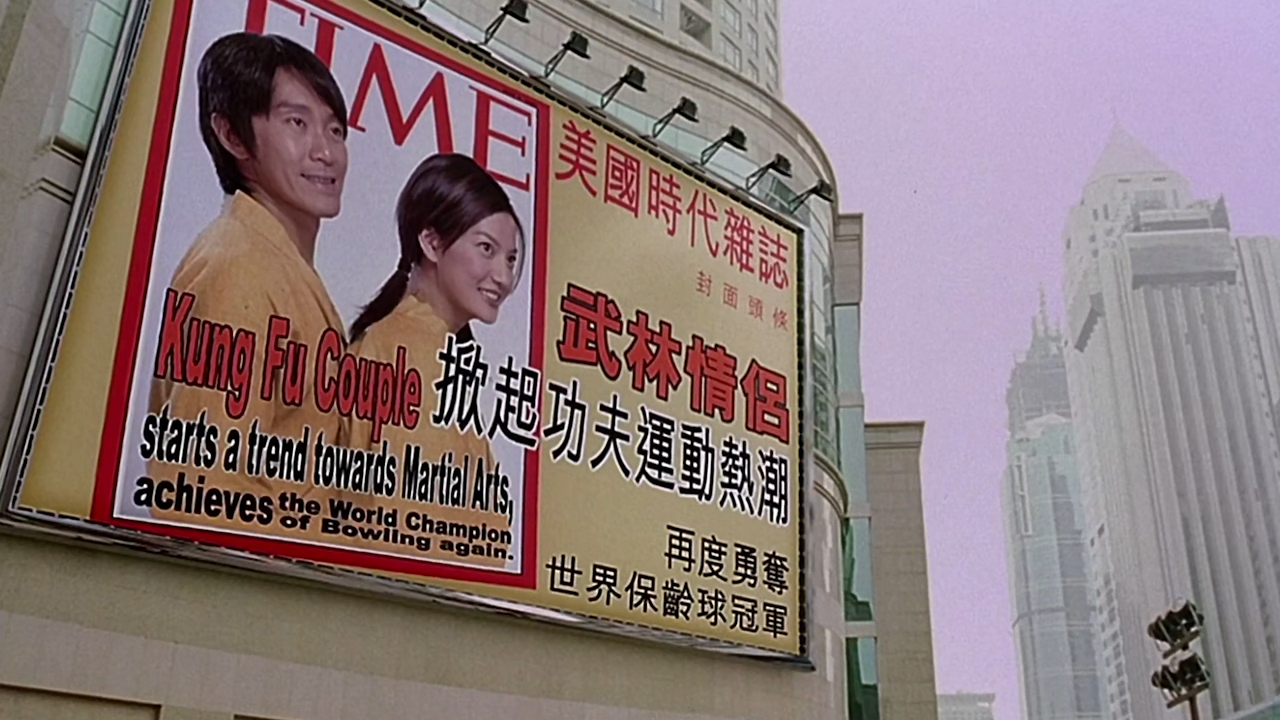 TIME
Kung Fu Couple
starts a trend towards Martial Arts,
achieves the World Champion
of Bowling again.
美國時代雜誌
封面頭條
武林情侶
掀起功夫運動熱潮
再度勇奪
世界保齡球冠軍